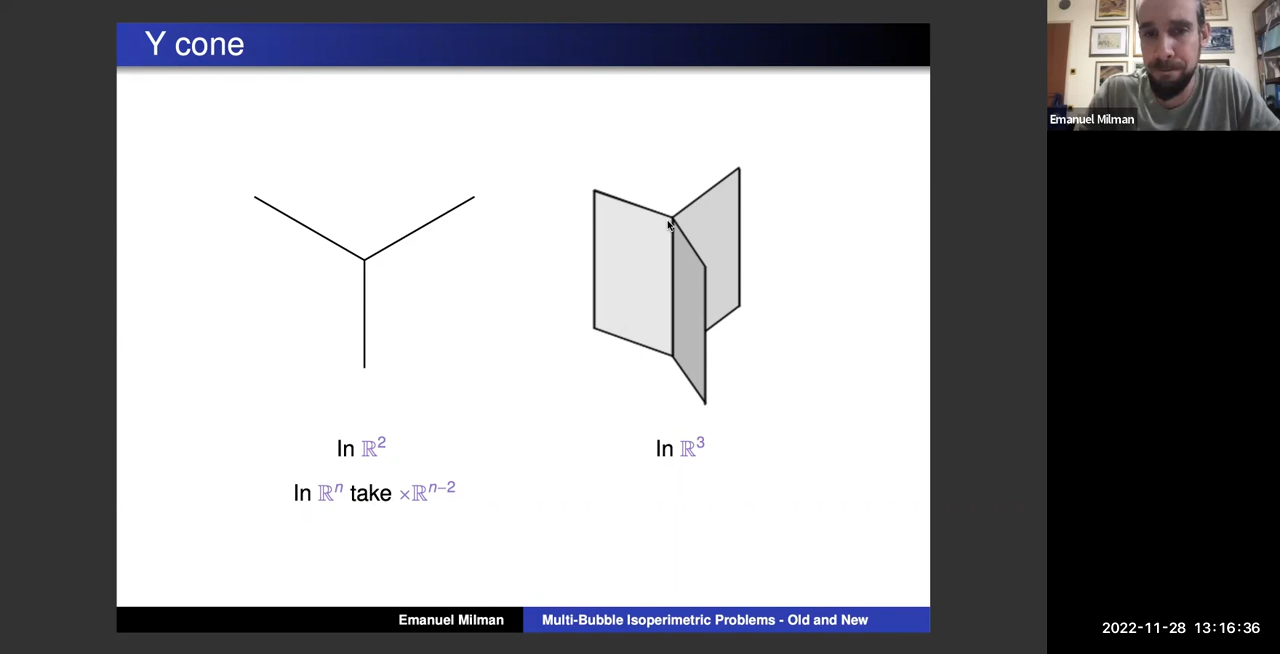 Y cone
Emanuel Milman
In ℝ² In ℝ³
In ℝⁿ take ×ℝⁿ⁻²
Emanuel Milman Multi-Bubble Isoperimetric Problems - Old and New
2022-11-28 13:16:36